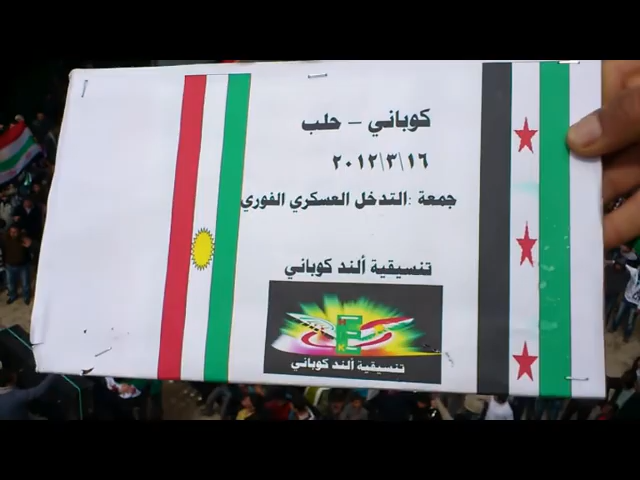 كوباني – حلب
١٦\٣\٢٠١٢
جمعة :التدخل العسكري الفوري
تنسيقية ألند كوباني
تنسيقية ألند كوباني